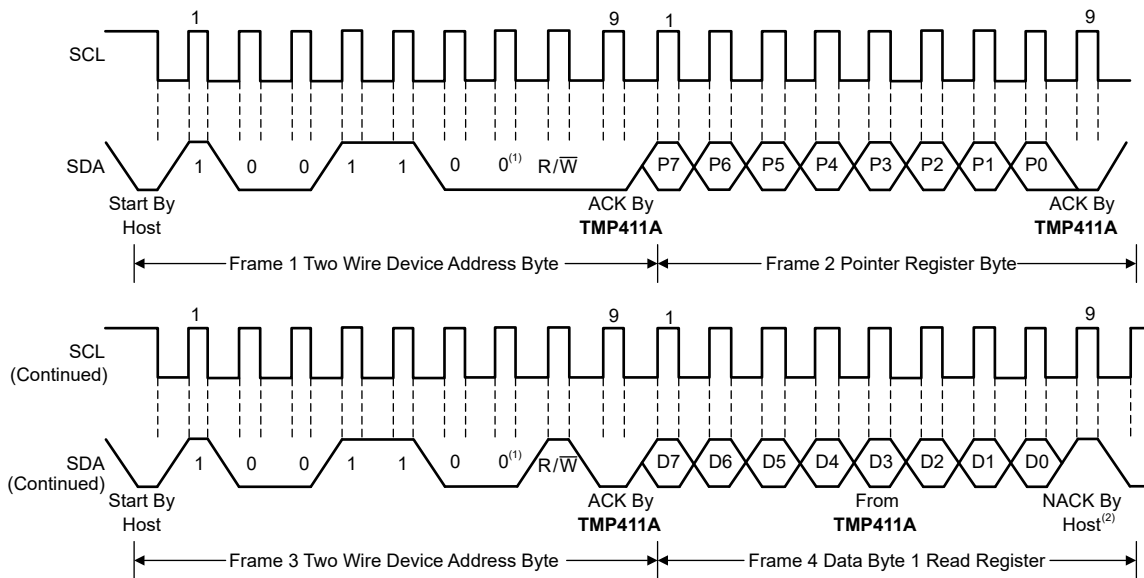 1 9 1 9
SCL
SDA 1 0 0 1 1 0 0(1) R/W̅ P7 P6 P5 P4 P3 P2 P1 P0
Start By Host
ACK By TMP411A
ACK By TMP411A
Frame 1 Two Wire Device Address Byte
Frame 2 Pointer Register Byte
1 9 1 9
SCL
(Continued)
SDA
(Continued)
1 0 0 1 1 0 0(1) R/W̅ D7 D6 D5 D4 D3 D2 D1 D0
Start By Host
ACK By TMP411A
From TMP411A
NACK By Host(2)
Frame 3 Two Wire Device Address Byte
Frame 4 Data Byte 1 Read Register